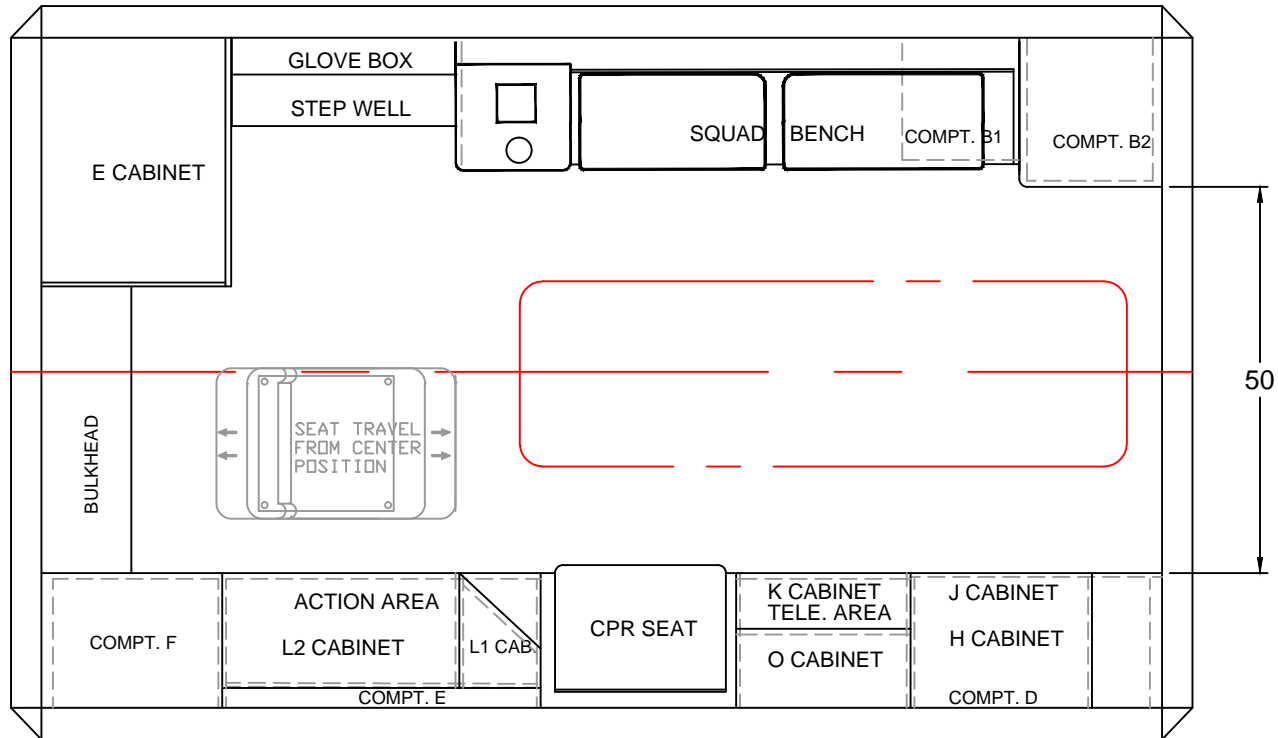 GLOVE BOX
STEP WELL
E CABINET
SQUAD BENCH
COMPT. B1
COMPT. B2
50
BULKHEAD
SEAT TRAVEL
FROM CENTER
POSITION
COMPT. F
ACTION AREA
L2 CABINET
L1 CAB.
COMPT. E
CPR SEAT
K CABINET
TELE. AREA
O CABINET
J CABINET
H CABINET
COMPT. D